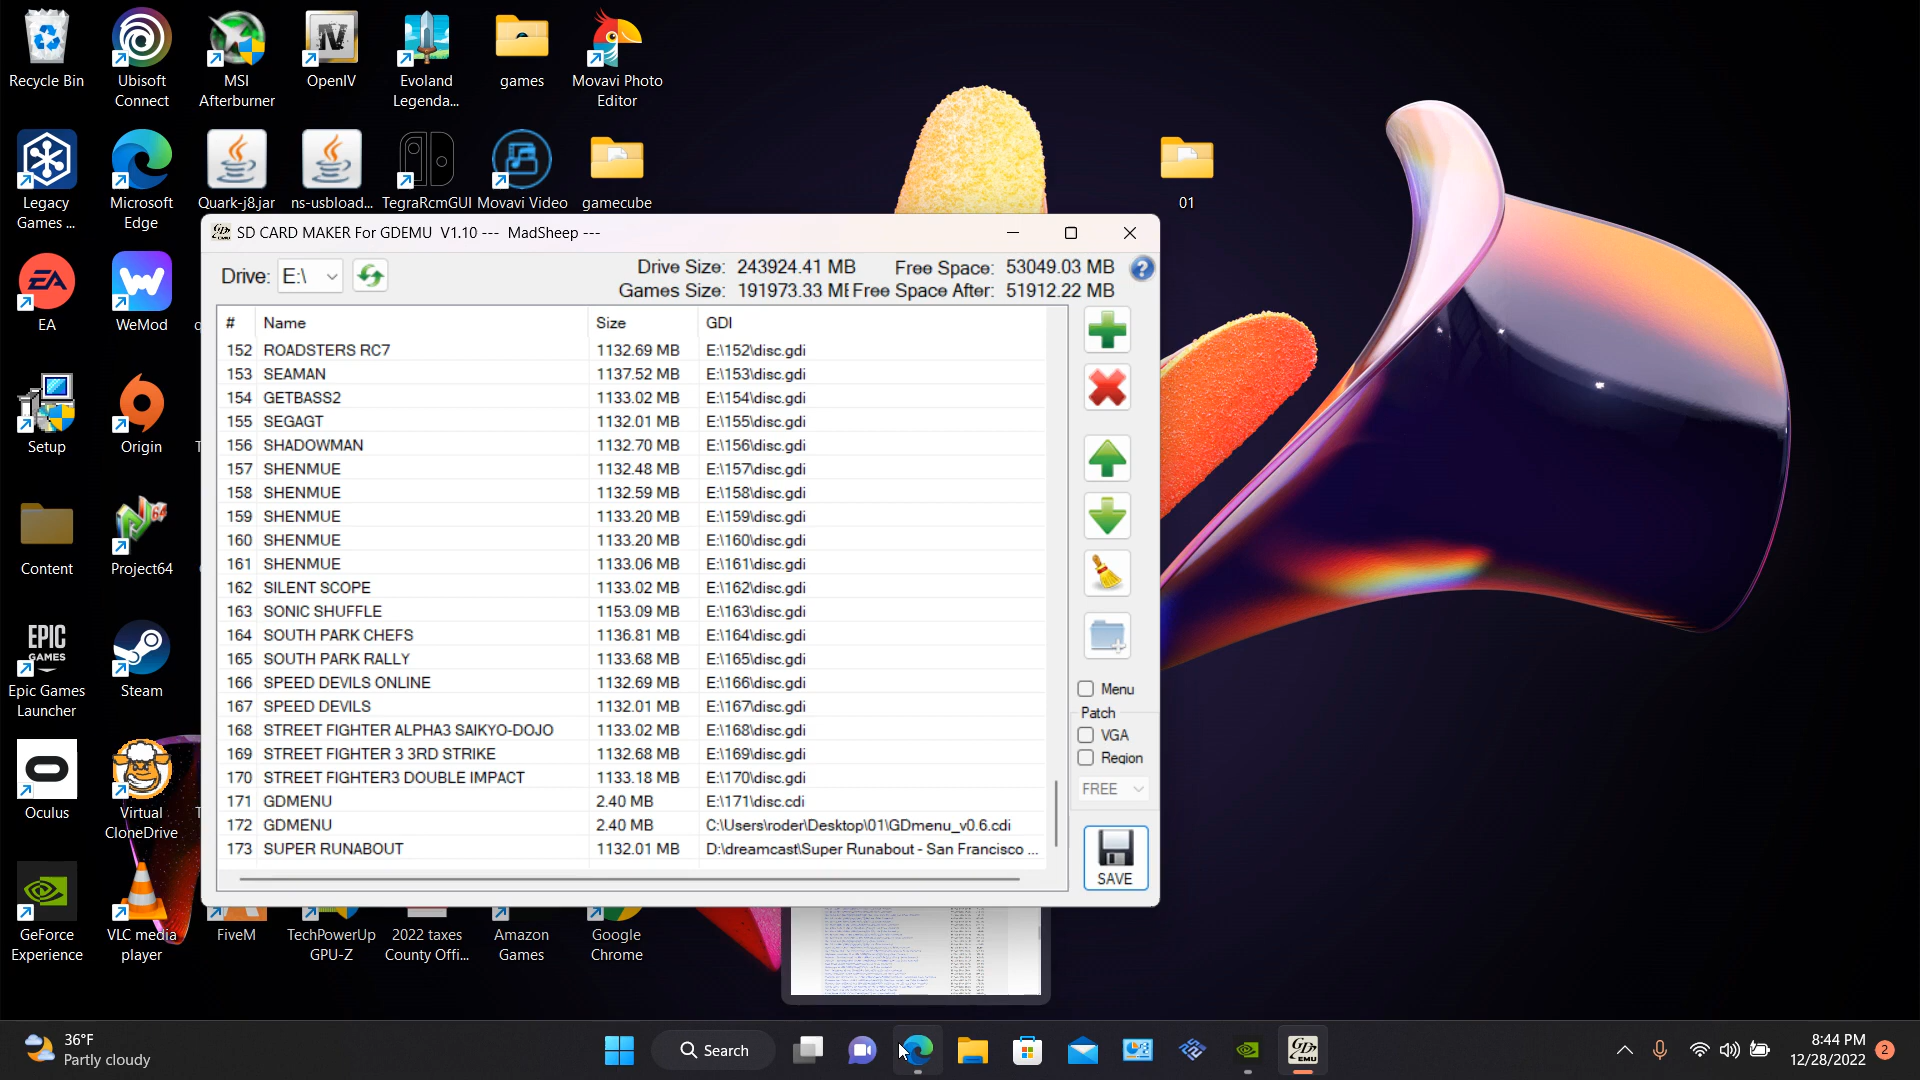 Recycle Bin
Ubisoft
Connect
MSI
Afterburner
OpenIV
Evoland
Legenda...
games
Movavi Photo
Editor
Legacy
Games ...
Microsoft
Edge
Quark-j8.jar
ns-usbload...
TegraRcmGUI
Movavi Video
gamecube
01
EA
EA
WeMod
Setup
Origin
Content
64
Project64
EPIC
GAMES
Epic Games
Launcher
Steam
Oculus
Virtual
CloneDrive
GeForce
Experience
VLC media
player
FiveM
TechPowerUp
GPU-Z
2022 taxes
County Offi...
Amazon
Games
Google
Chrome
SD CARD MAKER For GDEMU V1.10 --- MadSheep ---
Drive: E:\
Drive Size: 243924.41 MB Free Space: 53049.03 MB
Games Size: 191973.33 ME Free Space After: 51912.22 MB
# Name Size GDI
152 ROADSTERS RC7 1132.69 MB E:\152\disc.gdi
153 SEAMAN 1137.52 MB E:\153\disc.gdi
154 GETBASS2 1133.02 MB E:\154\disc.gdi
155 SEGAGT 1132.01 MB E:\155\disc.gdi
156 SHADOWMAN 1132.70 MB E:\156\disc.gdi
157 SHENMUE 1132.48 MB E:\157\disc.gdi
158 SHENMUE 1132.59 MB E:\158\disc.gdi
159 SHENMUE 1133.20 MB E:\159\disc.gdi
160 SHENMUE 1133.20 MB E:\160\disc.gdi
161 SHENMUE 1133.06 MB E:\161\disc.gdi
162 SILENT SCOPE 1133.02 MB E:\162\disc.gdi
163 SONIC SHUFFLE 1153.09 MB E:\163\disc.gdi
164 SOUTH PARK CHEFS 1136.81 MB E:\164\disc.gdi
165 SOUTH PARK RALLY 1133.68 MB E:\165\disc.gdi
166 SPEED DEVILS ONLINE 1132.69 MB E:\166\disc.gdi
167 SPEED DEVILS 1132.01 MB E:\167\disc.gdi
168 STREET FIGHTER ALPHA3 SAIKYO-DOJO 1133.02 MB E:\168\disc.gdi
169 STREET FIGHTER 3 3RD STRIKE 1132.68 MB E:\169\disc.gdi
170 STREET FIGHTER3 DOUBLE IMPACT 1133.18 MB E:\170\disc.gdi
171 GDMENU 2.40 MB E:\171\disc.cdi
172 GDMENU 2.40 MB C:\Users\roder\Desktop\01\GDmenu_v0.6.cdi
173 SUPER RUNABOUT 1132.01 MB D:\dreamcast\Super Runabout - San Francisco ...
Menu
Patch
VGA
Region
FREE
SAVE
36°F
Partly cloudy
Search
GD
EMU
8:44 PM
12/28/2022
2